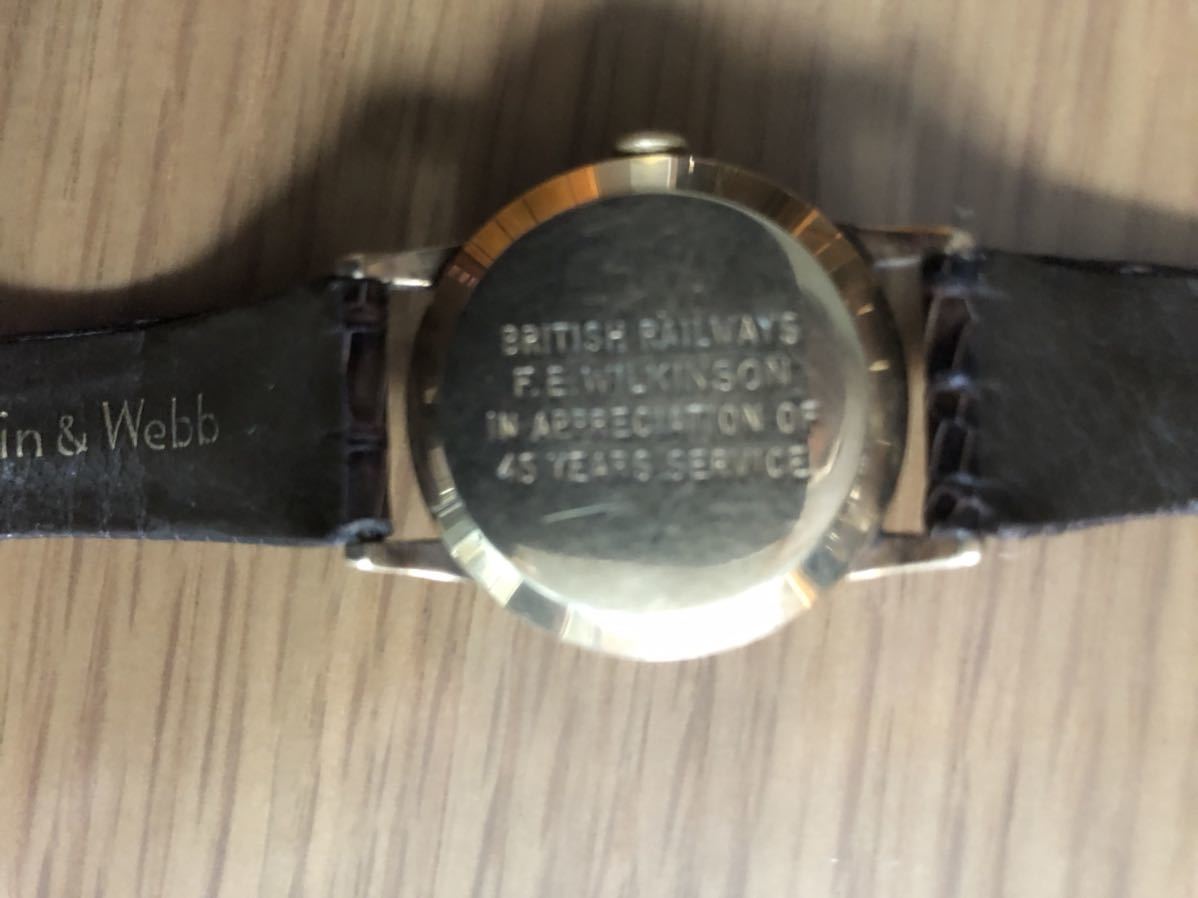 BRITISH RAILWAYS
F.E. WILKINSON
IN APPRECIATION OF
45 YEARS SERVICE
in & Webb